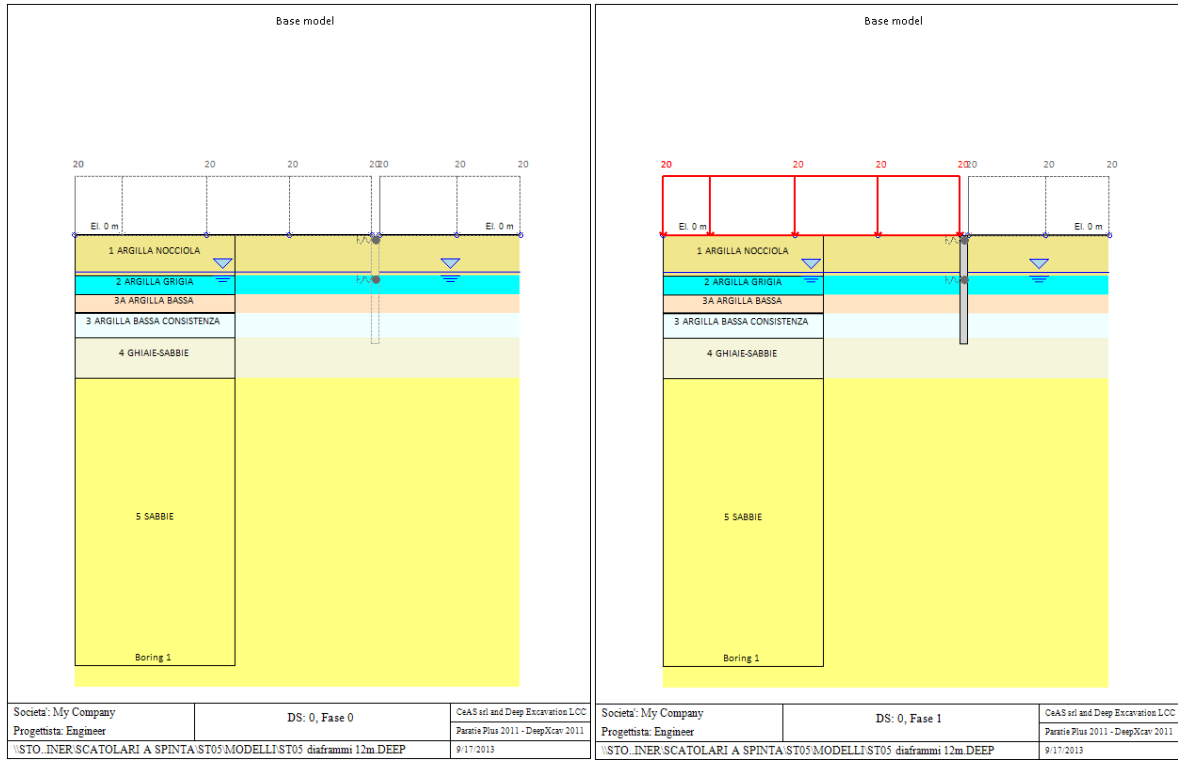 Base model
20 20 20 20 20 20 20
El. 0 m El. 0 m
1 ARGILLA NOCCIOLA
2 ARGILLA GRIGIA
3A ARGILLA BASSA
3 ARGILLA BASSA CONSISTENZA
4 GHIAIE-SABBIE
5 SABBIE
Boring 1
Societa': My Company
Progettista: Engineer
DS: 0, Fase 0
CeAS srl and Deep Excavation LCC
Paratie Plus 2011 - DeepXcav 2011
\\STO..INER\SCATOLARI A SPINTA\ST05\MODELLI\ST05 diaframmi 12m.DEEP
9/17/2013
Base model
20 20 20 20 20 20 20
El. 0 m El. 0 m
1 ARGILLA NOCCIOLA
2 ARGILLA GRIGIA
3A ARGILLA BASSA
3 ARGILLA BASSA CONSISTENZA
4 GHIAIE-SABBIE
5 SABBIE
Boring 1
Societa': My Company
Progettista: Engineer
DS: 0, Fase 1
CeAS srl and Deep Excavation LCC
Paratie Plus 2011 - DeepXcav 2011
\\STO..INER\SCATOLARI A SPINTA\ST05\MODELLI\ST05 diaframmi 12m.DEEP
9/17/2013